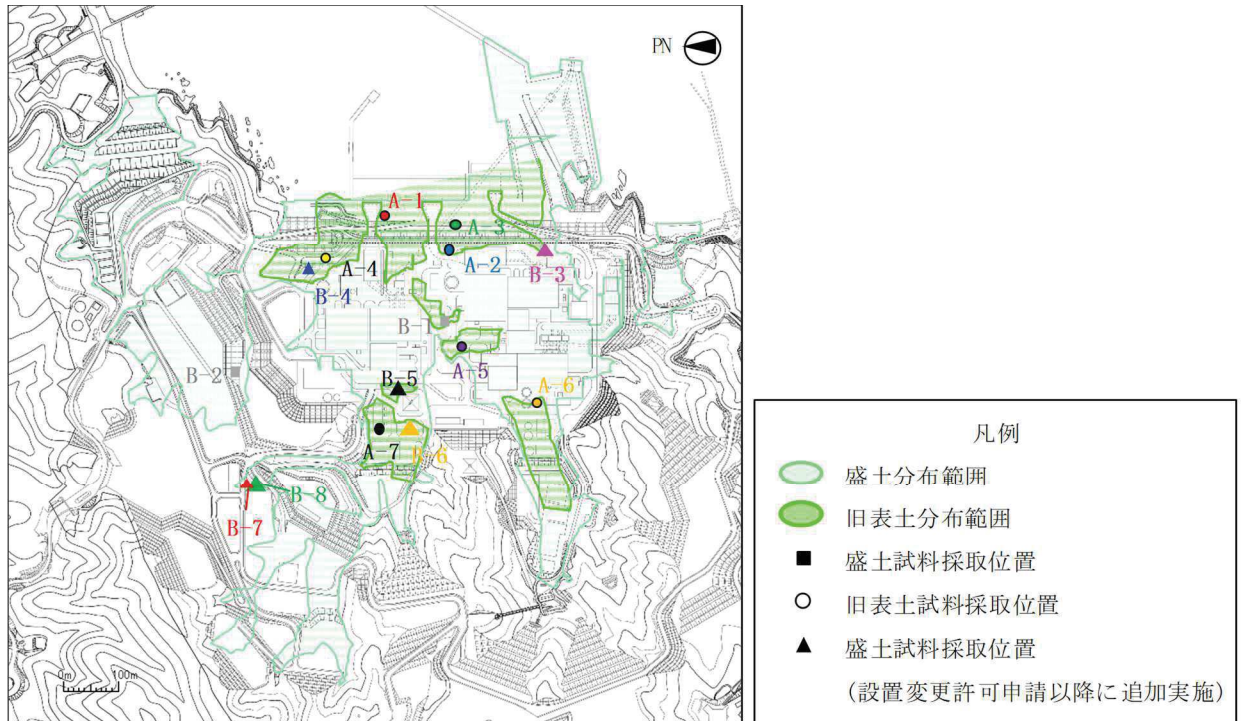 PN
A-1
A-3
A-2
B-3
A-4
B-4
B-1
A-5
B-2
B-5
A-6
A-7
B-6
B-8
B-7
0m 100m
凡例
盛土分布範囲
旧表土分布範囲
盛土試料採取位置
旧表土試料採取位置
盛土試料採取位置
(設置変更許可申請以降に追加実施)